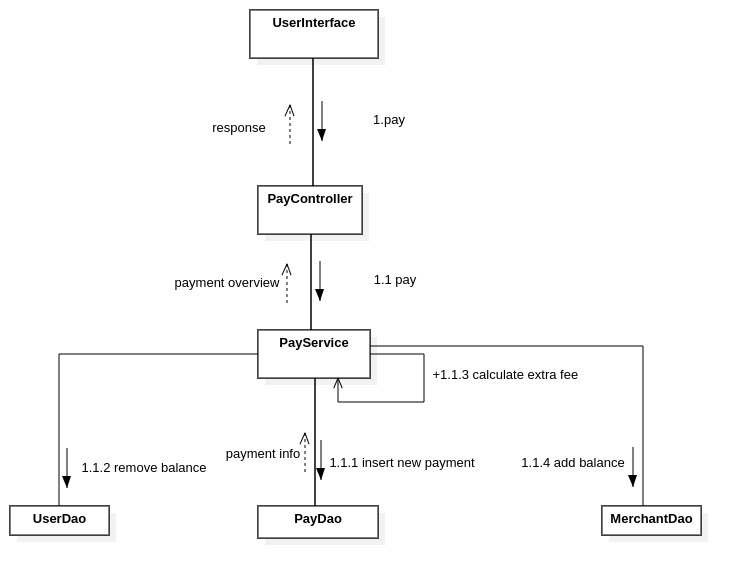 UserInterface
response
1.pay
PayController
payment overview
1.1 pay
PayService
+1.1.3 calculate extra fee
payment info
1.1.2 remove balance
1.1.1 insert new payment
1.1.4 add balance
UserDao
PayDao
MerchantDao